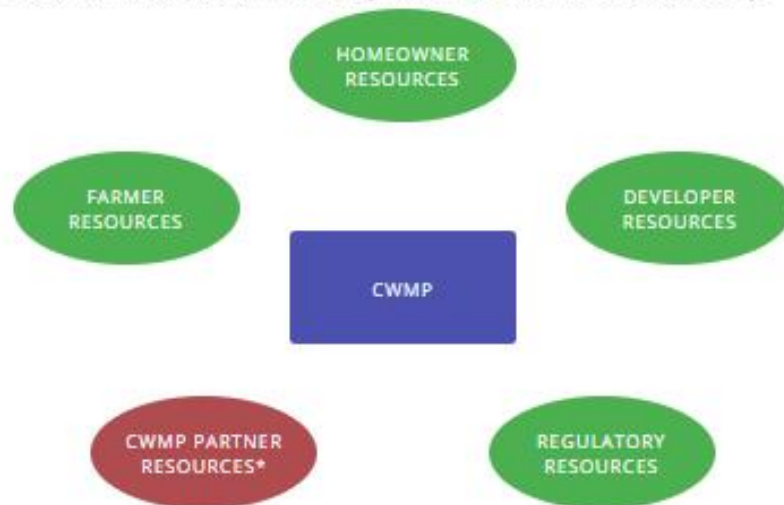 HOMEOWNER
RESOURCES
FARMER
RESOURCES
DEVELOPER
RESOURCES
CWMP
CWMP PARTNER
RESOURCES*
REGULATORY
RESOURCES